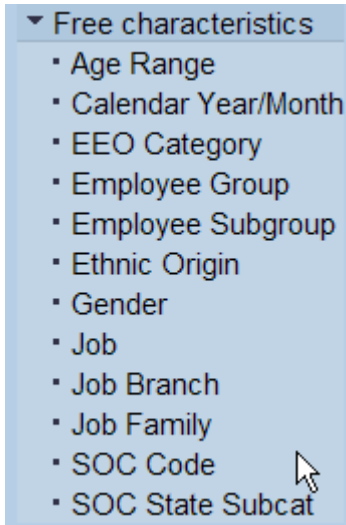 Free characteristics
Age Range
Calendar Year/Month
EEO Category
Employee Group
Employee Subgroup
Ethnic Origin
Gender
Job
Job Branch
Job Family
SOC Code
SOC State Subcat